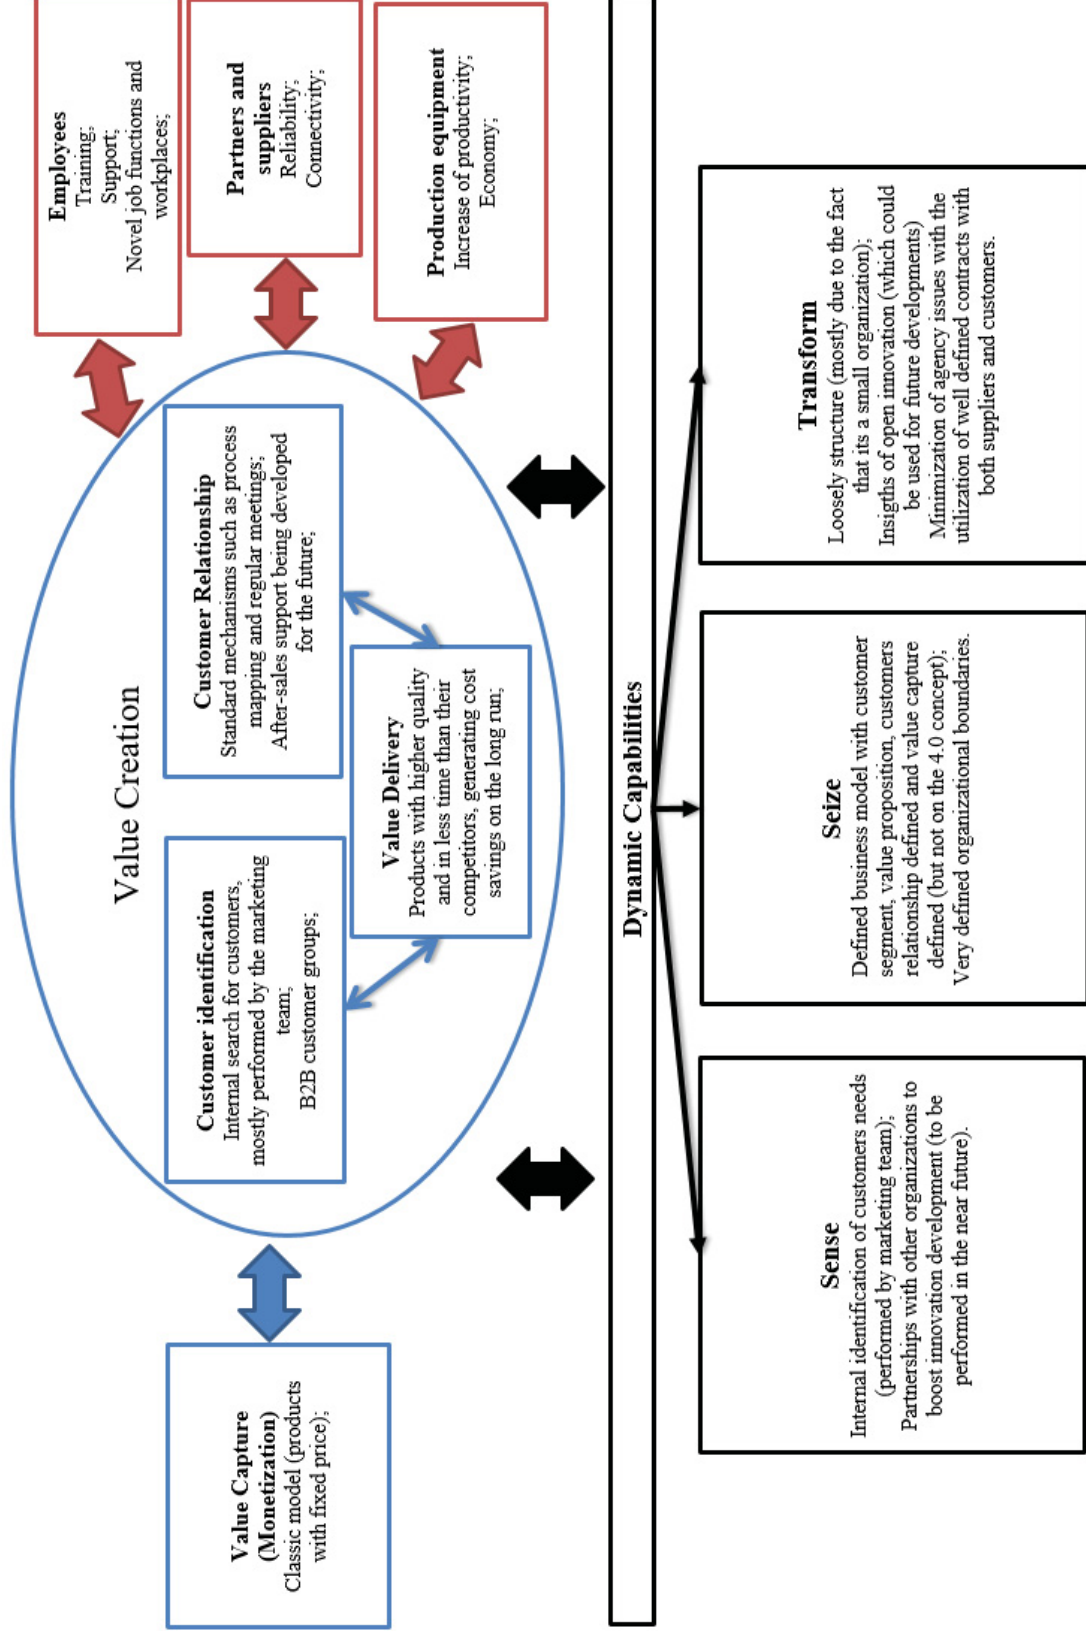 Value Capture
(Monetization)
Classic model (products
with fixed price);
Value Creation
Customer identification
Internal search for customers,
mostly performed by the marketing
team;
B2B customer groups;
Customer Relationship
Standard mechanisms such as process
mapping and regular meetings;
After-sales support being developed
for the future;
Value Delivery
Products with higher quality
and in less time than their
competitors, generating cost
savings on the long run;
Employees
Training;
Support;
Novel job functions and
workplaces;
Partners and
suppliers
Reliability;
Connectivity;
Production equipment
Increase of productivity;
Economy;
Dynamic Capabilities
Sense
Internal identification of customers needs
(performed by marketing team);
Partnerships with other organizations to
boost innovation development (to be
performed in the near future).
Seize
Defined business model with customer
segment, value proposition, customers
relationship defined and value capture
defined (but not on the 4.0 concept);
Very defined organizational boundaries.
Transform
Loosely structure (mostly due to the fact
that its a small organization);
Insigths of open innovation (which could
be used for future developments)
Minimization of agency issues with the
utilization of well defined contracts with
both suppliers and customers.